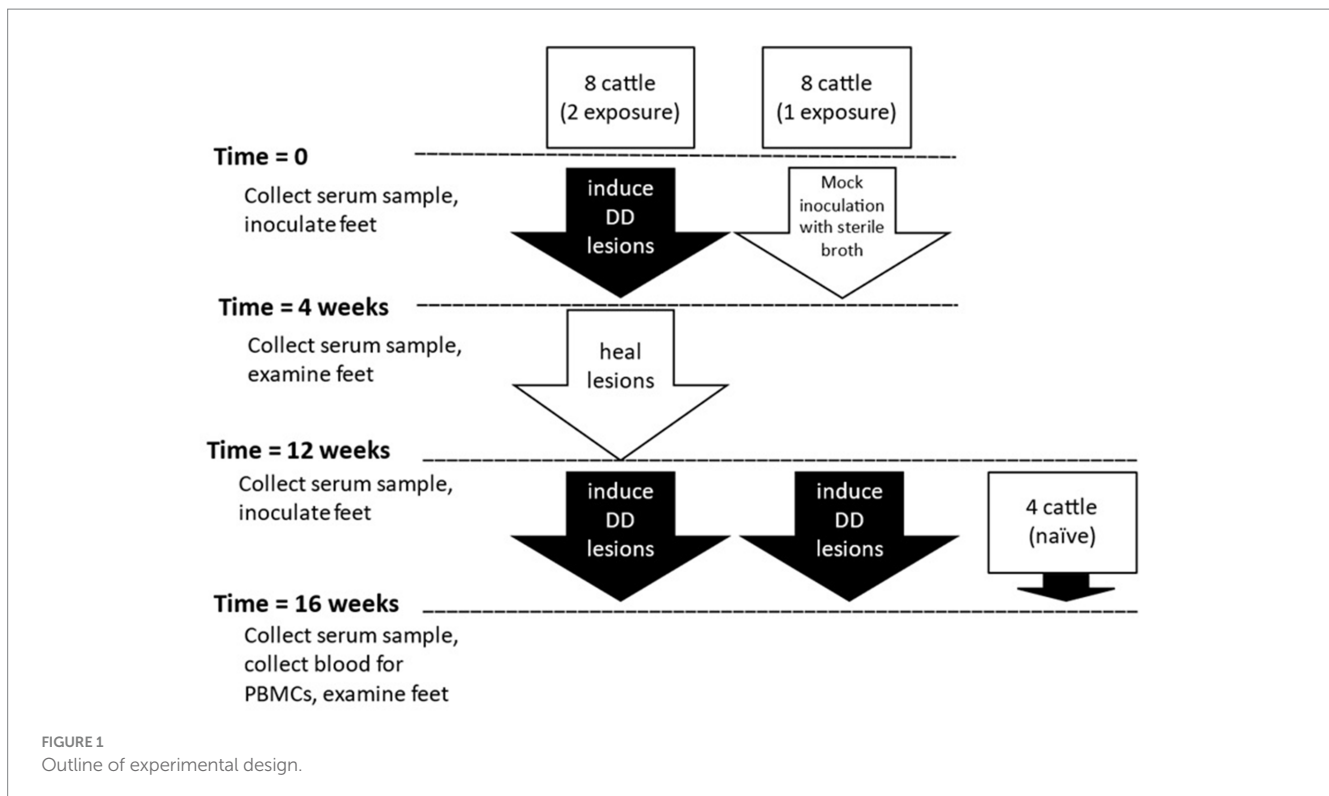 8 cattle
(2 exposure)
8 cattle
(1 exposure)
Time = 0
Collect serum sample,
inoculate feet
induce
DD
lesions
Mock
inoculation
with sterile
broth
Time = 4 weeks
Collect serum sample,
examine feet
heal
lesions
Time = 12 weeks
Collect serum sample,
inoculate feet
induce
DD
lesions
induce
DD
lesions
4 cattle
(naïve)
Time = 16 weeks
Collect serum sample,
collect blood for
PBMCs, examine feet
FIGURE 1
Outline of experimental design.